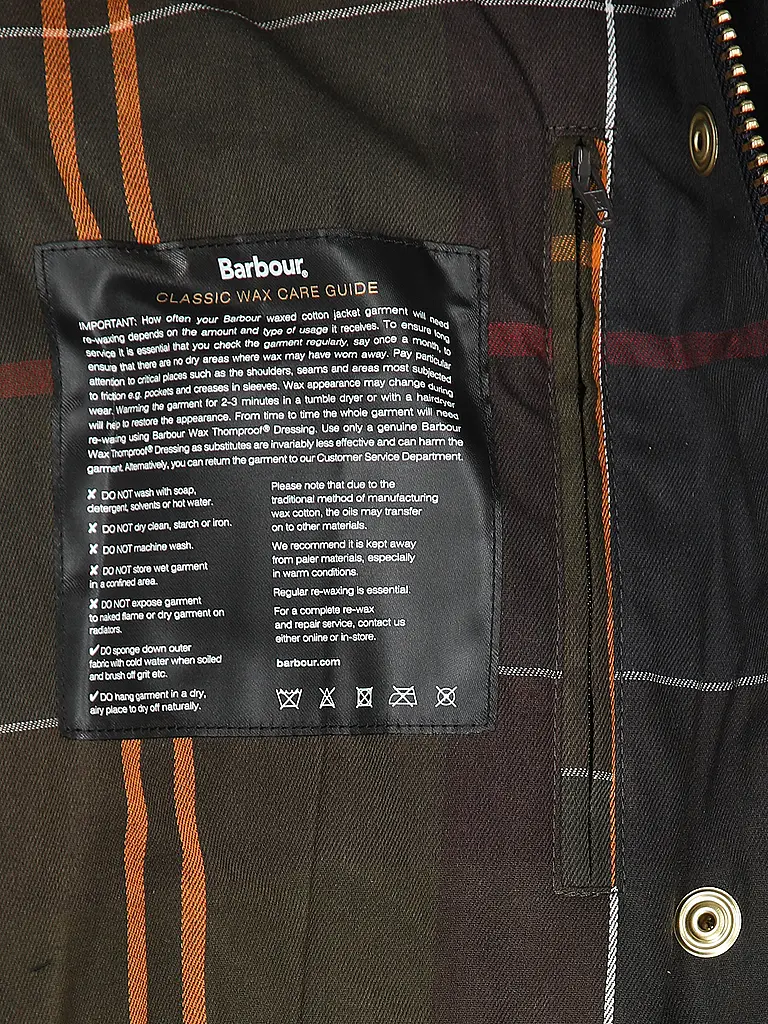 Barbour®
CLASSIC WAX CARE GUIDE
IMPORTANT: How often your Barbour waxed cotton jacket garment will need
re-waxing depends on the amount and type of usage it receives. To ensure long
service it is essential that you check the garment regularly, say once a month, to
ensure that there are no dry areas where wax may have worn away. Pay particular
attention to critical places such as the shoulders, seams and areas most subjected
to friction e.g. pockets and creases in sleeves. Wax appearance may change during
wear. Warming the garment for 2-3 minutes in a tumble dryer or with a hairdryer
will help to restore the appearance. From time to time the whole garment will need
re-waxing using Barbour Wax Thornproof® Dressing. Use only a genuine Barbour
Wax Thornproof® Dressing as substitutes are invariably less effective and can harm the
garment. Alternatively, you can return the garment to our Customer Service Department.
✘ DO NOT wash with soap,
detergent, solvents or hot water.
✘ DO NOT dry clean, starch or iron.
✘ DO NOT machine wash.
✘ DO NOT store wet garment
in a confined area.
✘ DO NOT expose garment
to naked flame or dry garment on
radiators.
✔ DO sponge down outer
fabric with cold water when soiled
and brush off grit etc.
✔ DO hang garment in a dry,
airy place to dry off naturally.
Please note that due to the
traditional method of manufacturing
wax cotton, the oils may transfer
on to other materials.
We recommend it is kept away
from paler materials, especially
in warm conditions.
Regular re-waxing is essential.
For a complete re-wax
and repair service, contact us
either online or in-store.
barbour.com